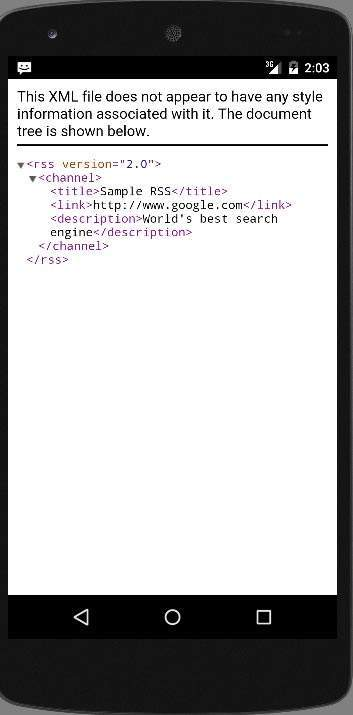 3G 2:03
This XML file does not appear to have any style
information associated with it. The document
tree is shown below.
<rss version="2.0">
<channel>
<title>Sample RSS</title>
<link>http://www.google.com</link>
<description>World's best search
engine</description>
</channel>
</rss>